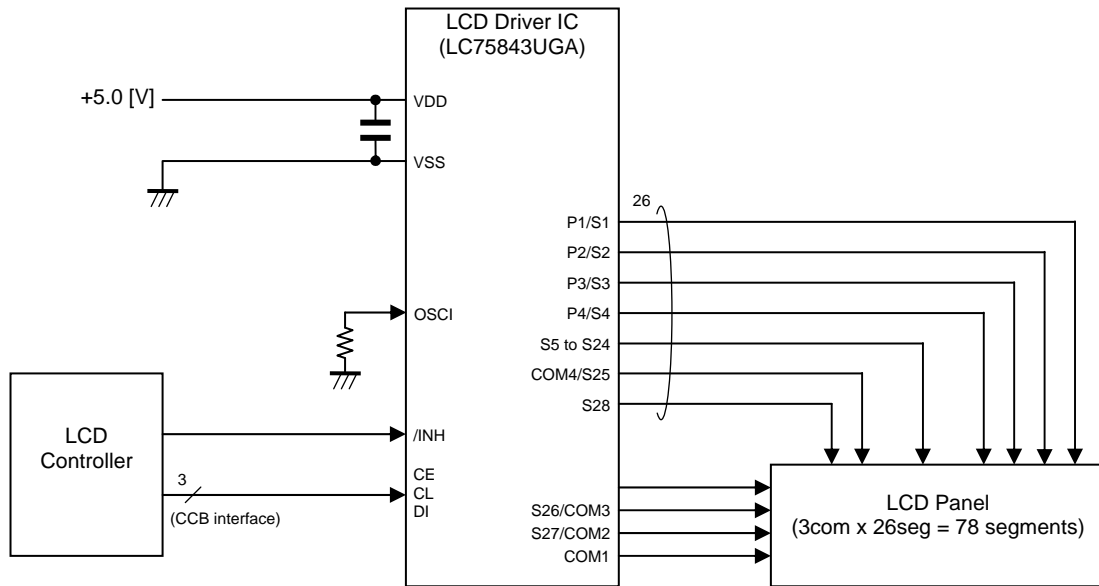 LCD Driver IC
(LC75843UGA)
+5.0 [V]
VDD
VSS
26
P1/S1
P2/S2
P3/S3
P4/S4
OSCI
S5 to S24
COM4/S25
S28
LCD
Controller
/INH
3
(CCB interface)
CE
CL
DI
S26/COM3
S27/COM2
COM1
LCD Panel
(3com x 26seg = 78 segments)